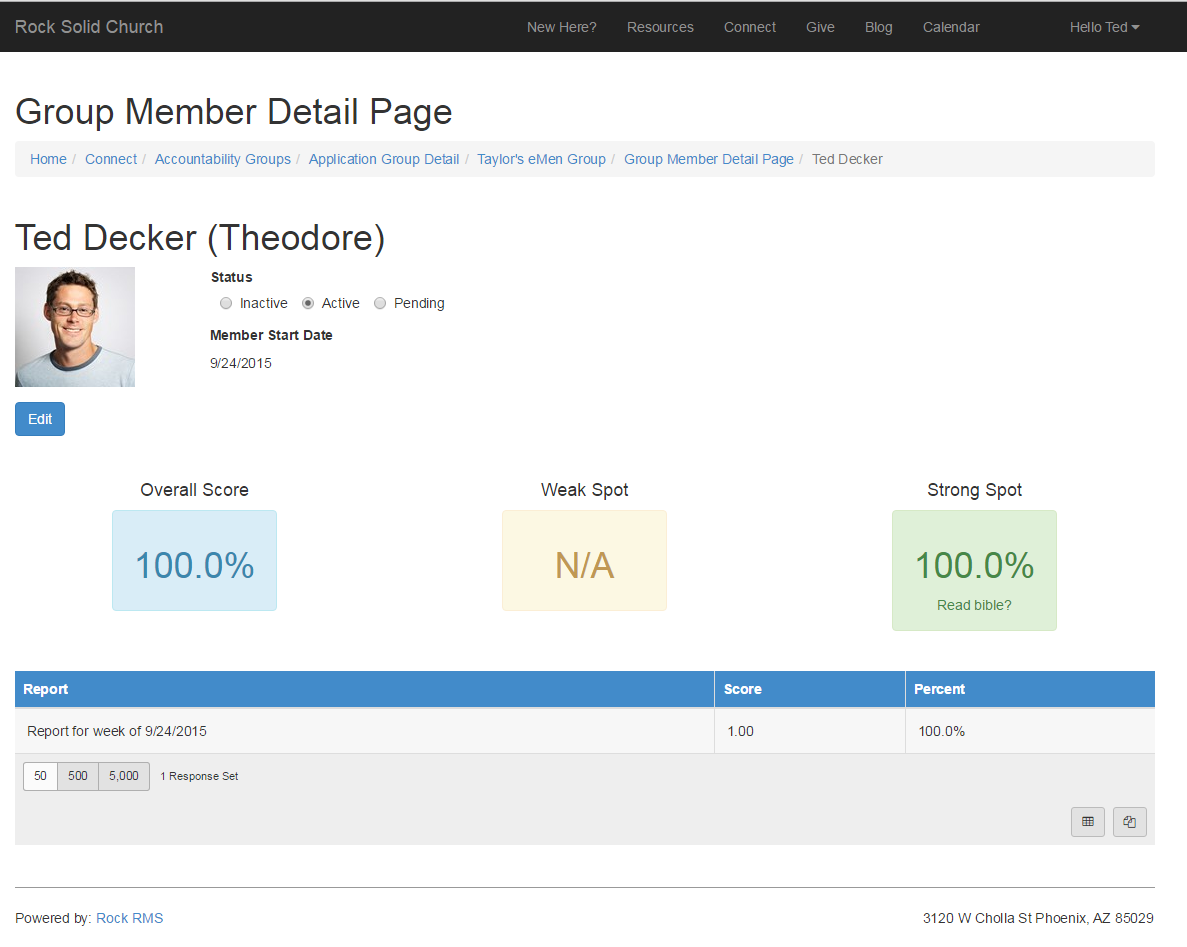 Rock Solid Church New Here? Resources Connect Give Blog Calendar Hello Ted
Group Member Detail Page
Home / Connect / Accountability Groups / Application Group Detail / Taylor's eMen Group / Group Member Detail Page / Ted Decker
Ted Decker (Theodore)
Status
Inactive Active Pending
Member Start Date
9/24/2015
Edit
Overall Score Weak Spot Strong Spot
100.0% N/A 100.0%
Read bible?
Report Score Percent
Report for week of 9/24/2015 1.00 100.0%
50 500 5,000 1 Response Set
Powered by: Rock RMS 3120 W Cholla St Phoenix, AZ 85029